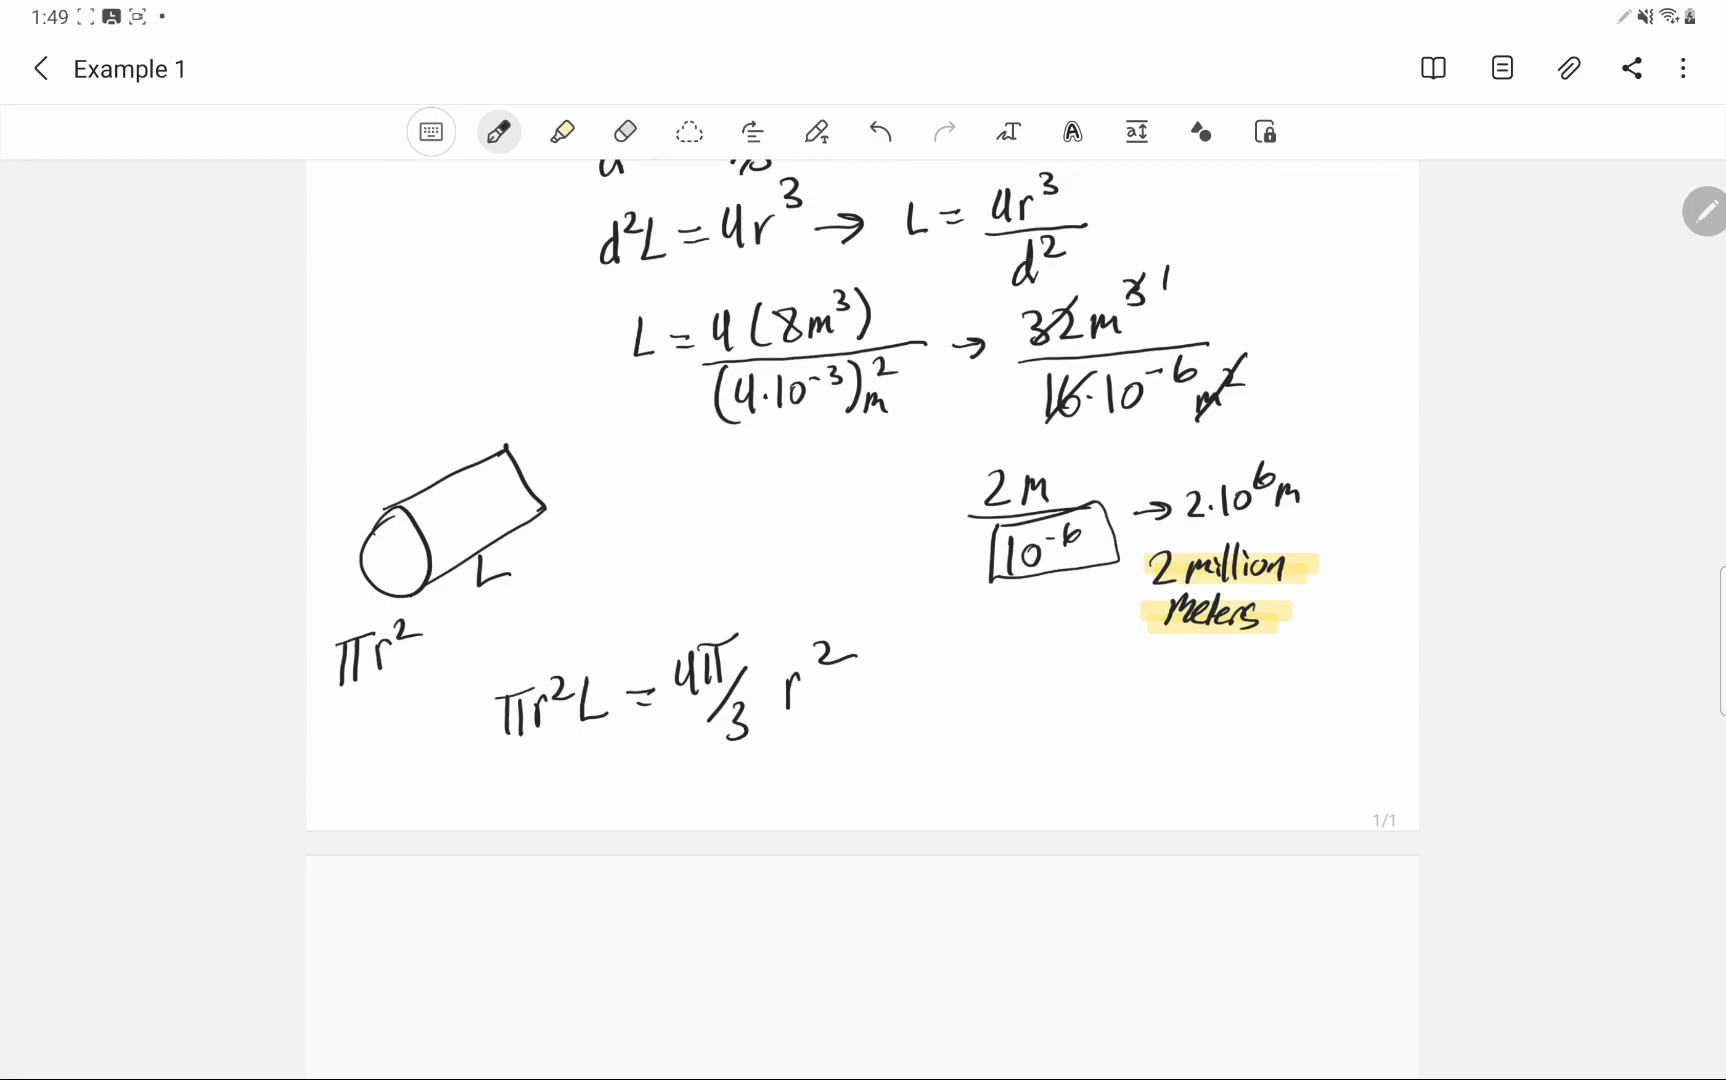 1:49
Example 1
d²L = 4r³ → L = 4r³ / d²
L = 4(8m³) / (4·10⁻³)²m → 32m³ 1 / 16·10⁻⁶m²
2m / 10⁻⁶ → 2·10⁶m
2 million
meters
L
πr²
πr²L = 4π/3 r²
1/1